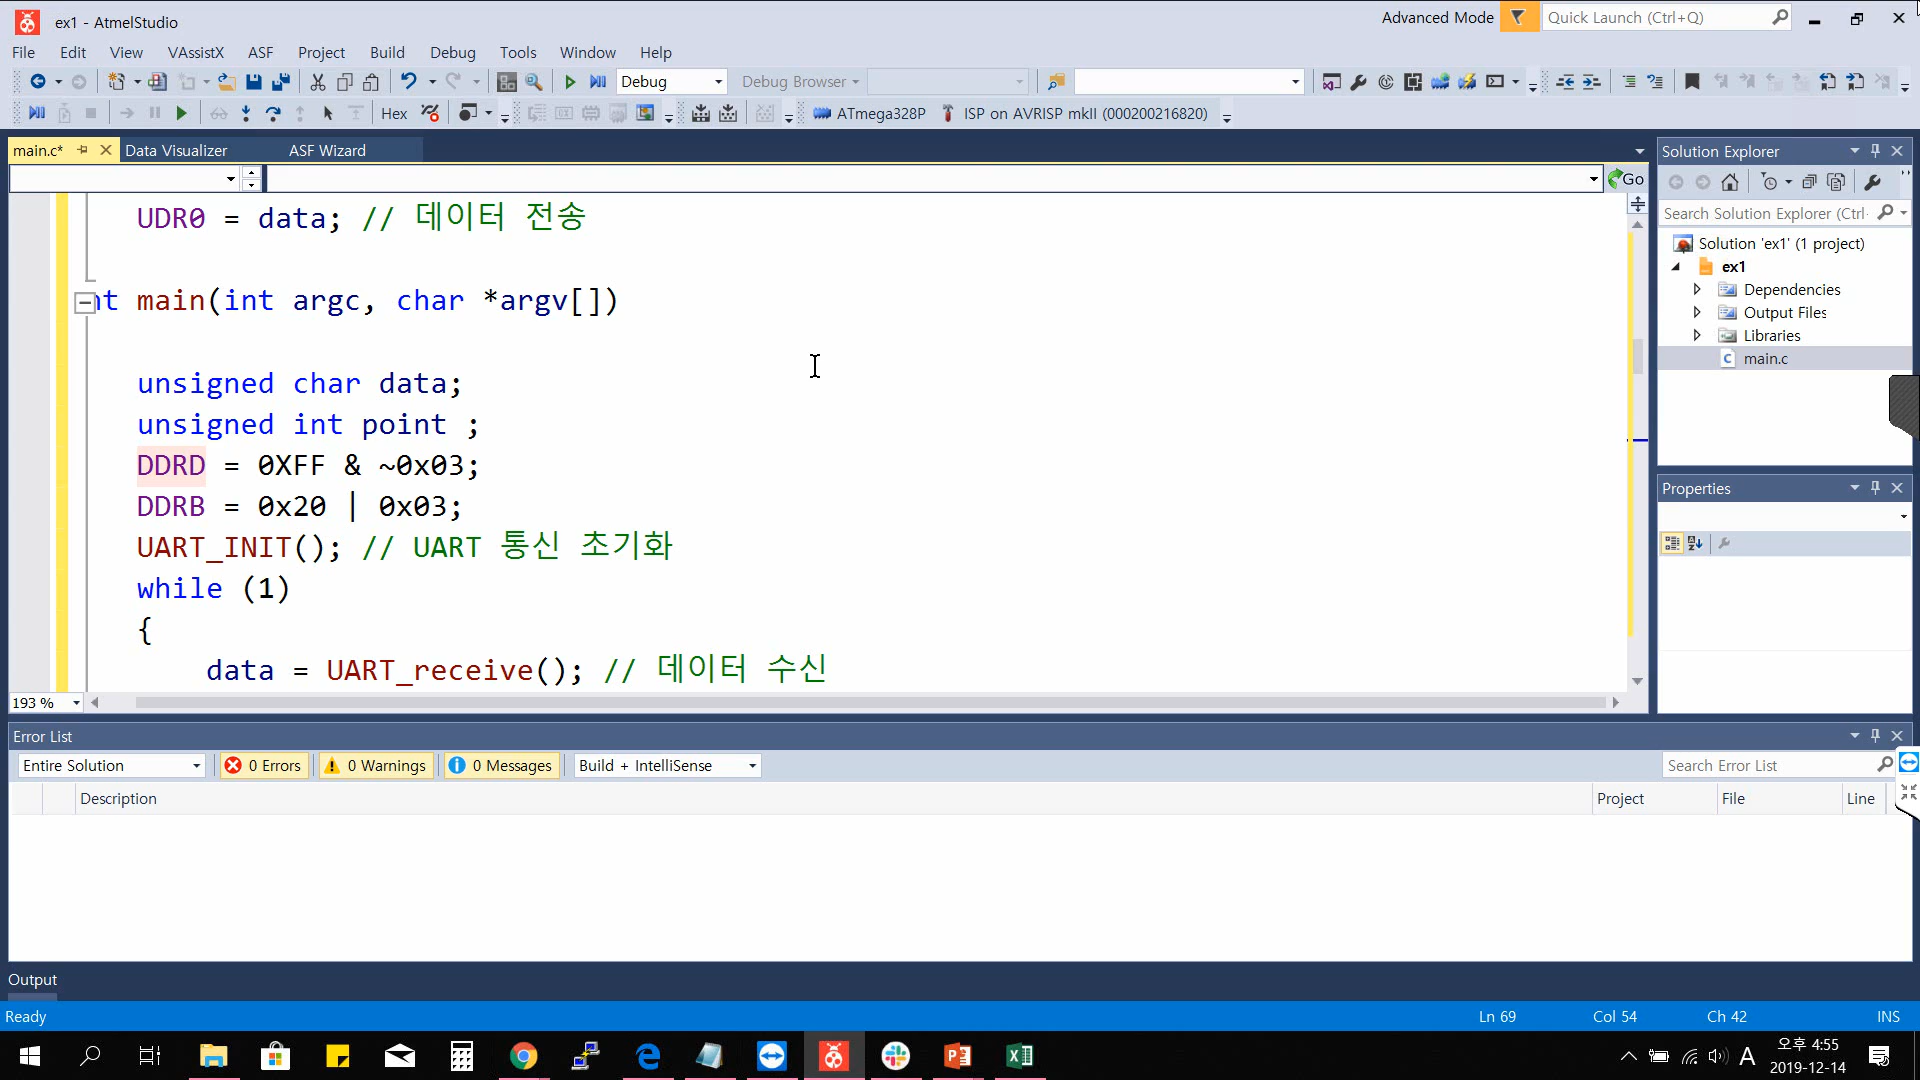 ex1 - AtmelStudio
Advanced Mode
Quick Launch (Ctrl+Q)
File Edit View VAssistX ASF Project Build Debug Tools Window Help
Debug
Debug Browser
Hex
ATmega328P
ISP on AVRISP mkII (000200216820)
main.c*
Data Visualizer
ASF Wizard
Go
UDR0 = data; // 데이터 전송
nt main(int argc, char *argv[])
unsigned char data;
unsigned int point ;
DDRD = 0XFF & ~0x03;
DDRB = 0x20 | 0x03;
UART_INIT(); // UART 통신 초기화
while (1)
{
data = UART_receive(); // 데이터 수신
193 %
Solution Explorer
Search Solution Explorer (Ctrl
Solution 'ex1' (1 project)
ex1
Dependencies
Output Files
Libraries
main.c
Properties
Error List
Entire Solution
0 Errors
0 Warnings
0 Messages
Build + IntelliSense
Search Error List
Description
Project
File
Line
Output
Ready
Ln 69
Col 54
Ch 42
INS
A
오후 4:55
2019-12-14